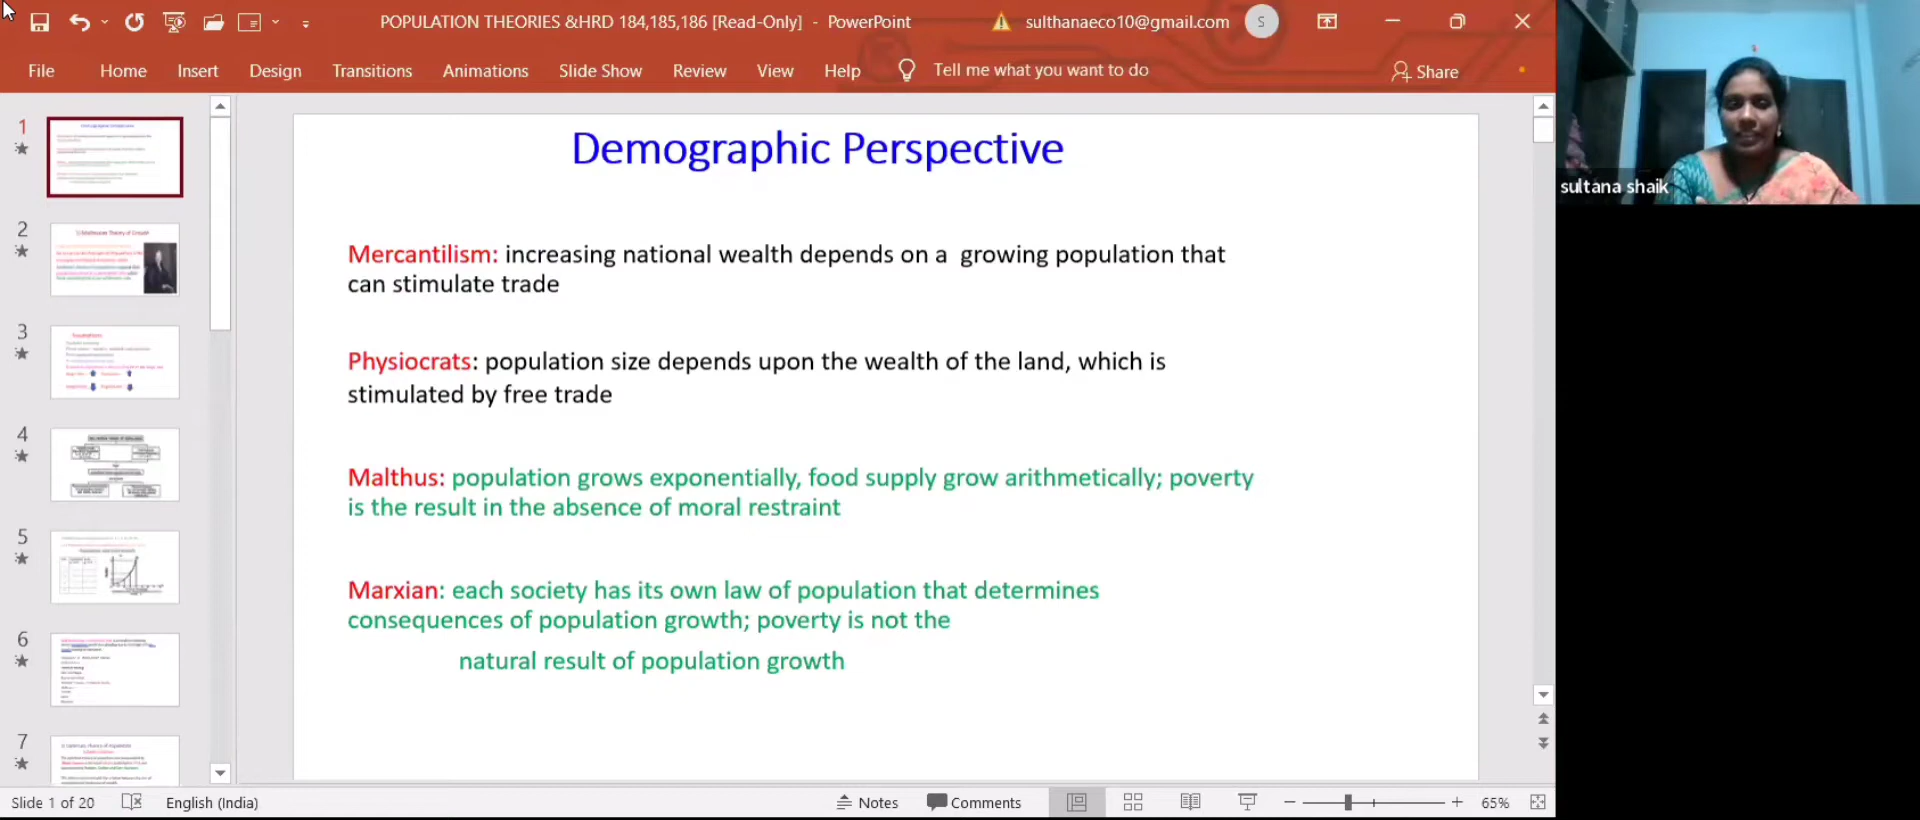 POPULATION THEORIES &HRD 184,185,186 [Read-Only] - PowerPoint
sulthanaeco10@gmail.com
S
File Home Insert Design Transitions Animations Slide Show Review View Help Tell me what you want to do
Share
1
2
3
4
5
6
7
Demographic Perspective
Mercantilism: increasing national wealth depends on a growing population that
can stimulate trade
Physiocrats: population size depends upon the wealth of the land, which is
stimulated by free trade
Malthus: population grows exponentially, food supply grow arithmetically; poverty
is the result in the absence of moral restraint
Marxian: each society has its own law of population that determines
consequences of population growth; poverty is not the
natural result of population growth
sultana shaik
Slide 1 of 20 English (India) Notes Comments 65%